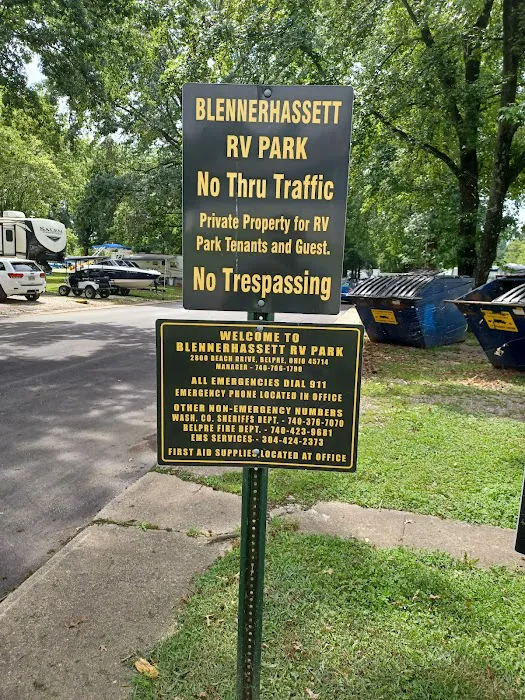 BLENNERHASSETT
RV PARK
No Thru Traffic
Private Property for RV
Park Tenants and Guest.
No Trespassing
WELCOME TO
BLENNERHASSETT RV PARK
2800 BEACH DRIVE, BELPRE, OHIO 45714
MANAGER - 740-706-1790
ALL EMERGENCIES DIAL 911
EMERGENCY PHONE LOCATED IN OFFICE
OTHER NON-EMERGENCY NUMBERS
WASH. CO. SHERIFFS DEPT. - 740-376-7070
BELPRE FIRE DEPT. - 740-423-9681
EMS SERVICES - 304-424-2373
FIRST AID SUPPLIES LOCATED AT OFFICE